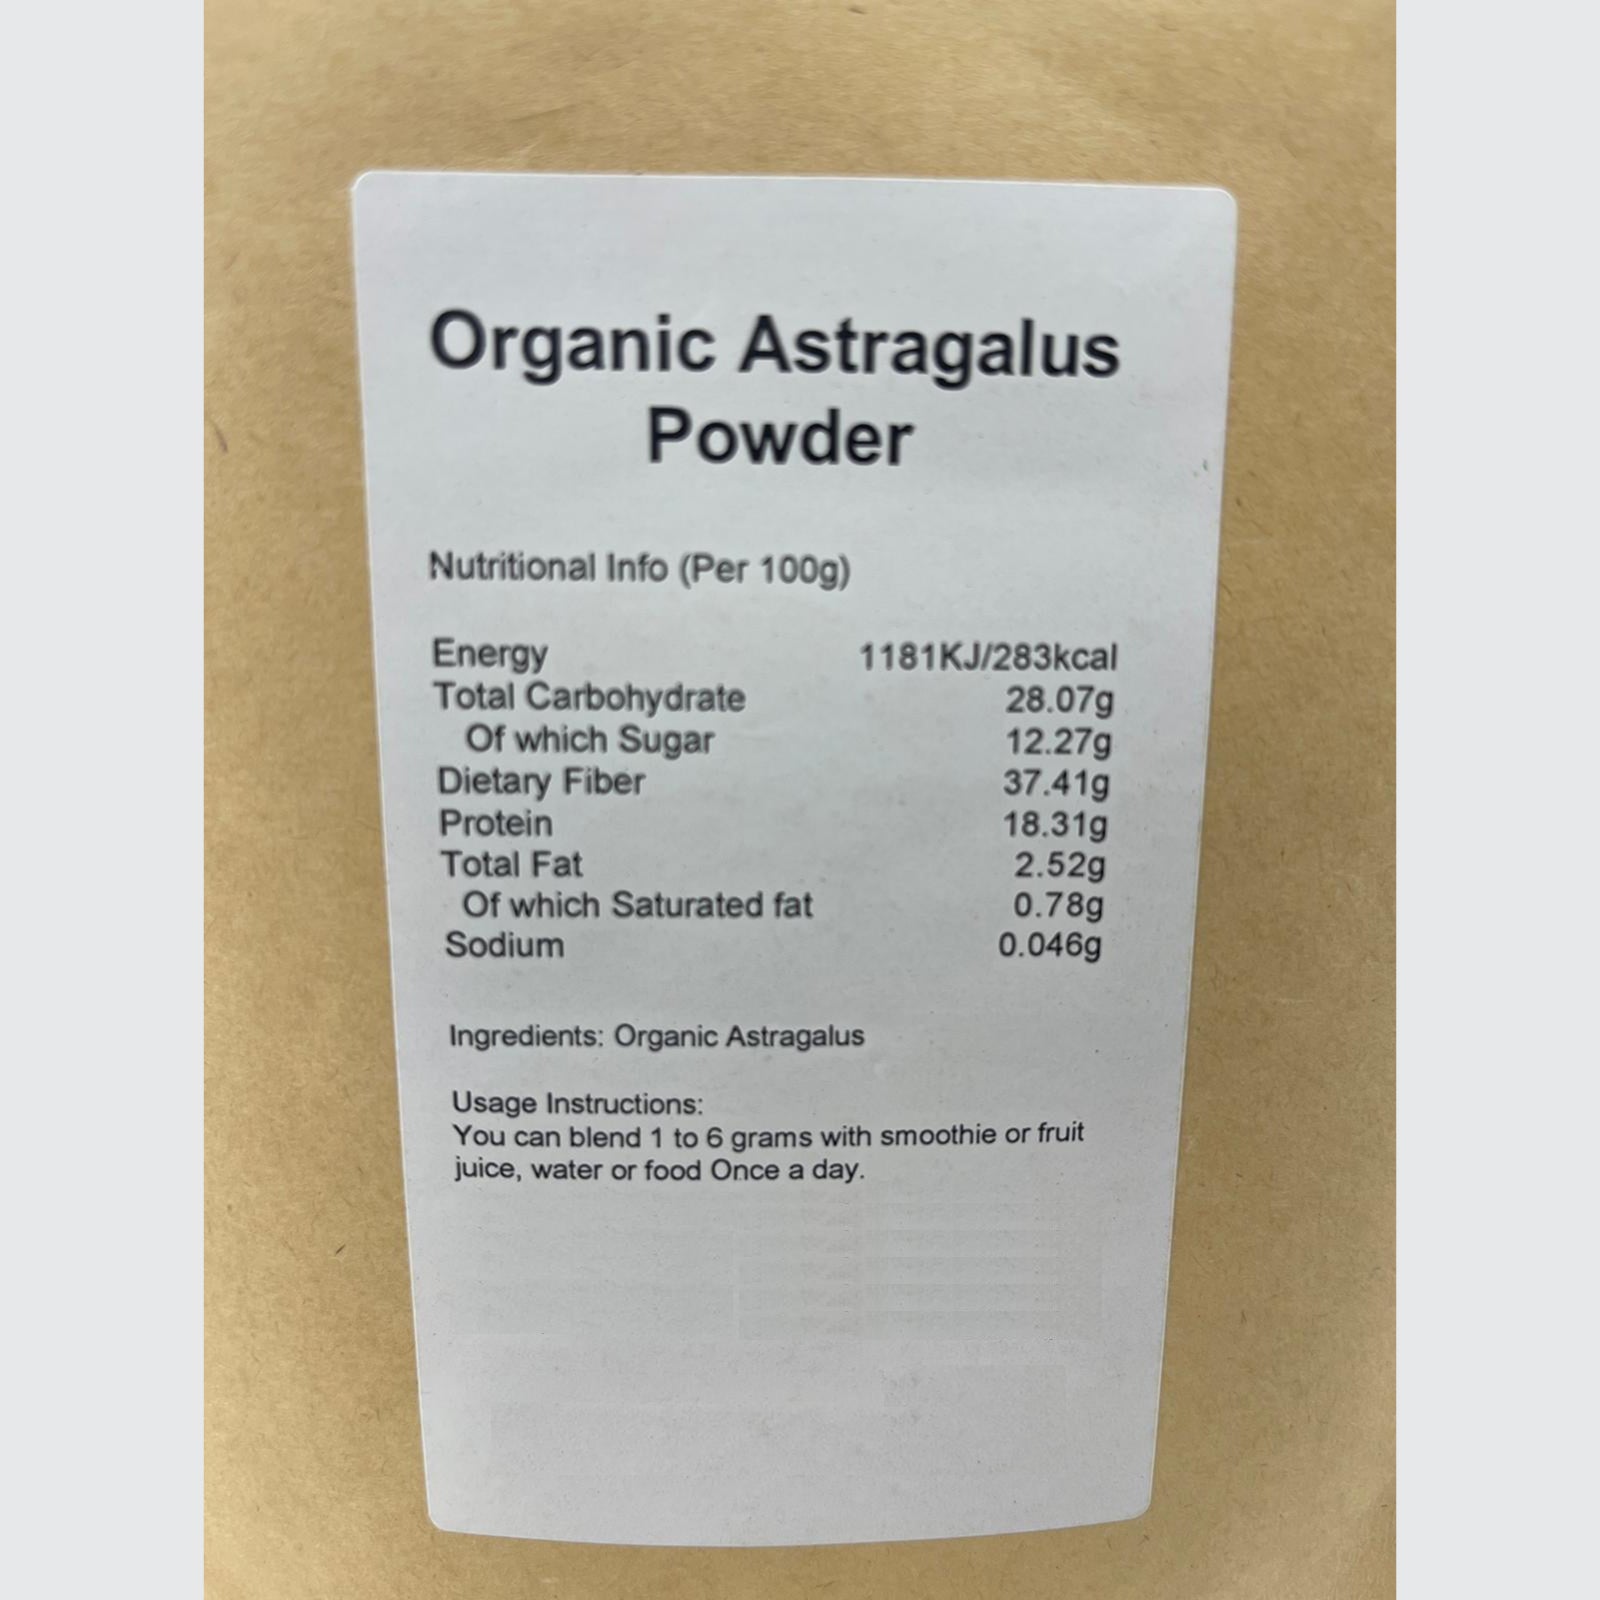 Organic Astragalus
Powder
Nutritional Info (Per 100g)
Energy 1181KJ/283kcal
Total Carbohydrate 28.07g
Of which Sugar 12.27g
Dietary Fiber 37.41g
Protein 18.31g
Total Fat 2.52g
Of which Saturated fat 0.78g
Sodium 0.046g
Ingredients: Organic Astragalus
Usage Instructions:
You can blend 1 to 6 grams with smoothie or fruit
juice, water or food Once a day.